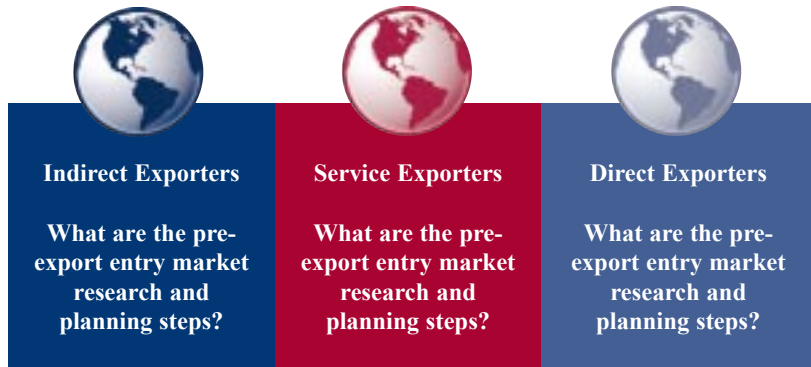 Indirect Exporters
What are the pre-
export entry market
research and
planning steps?
Service Exporters
What are the pre-
export entry market
research and
planning steps?
Direct Exporters
What are the pre-
export entry market
research and
planning steps?